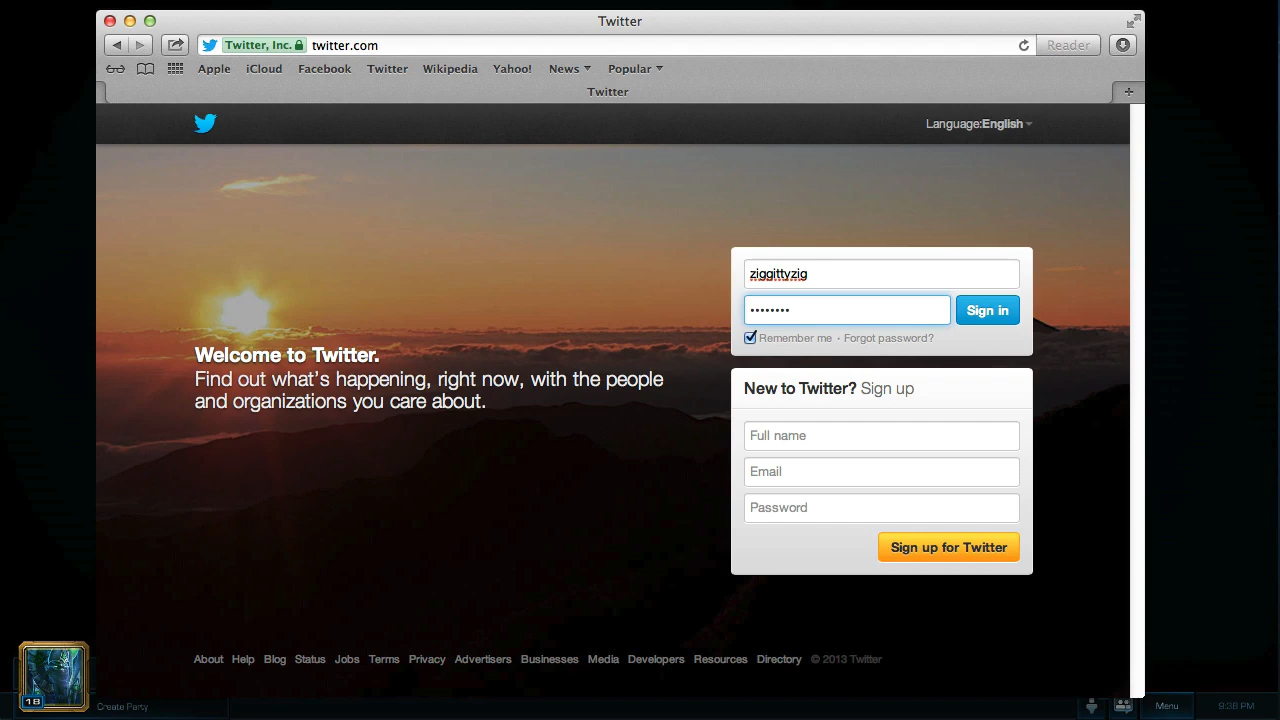 Twitter
Twitter, Inc. twitter.com Reader
Apple iCloud Facebook Twitter Wikipedia Yahoo! News Popular
Twitter
Language:English
ziggittyzig
•••••••• Sign in
Remember me · Forgot password?
Welcome to Twitter.
Find out what's happening, right now, with the people
and organizations you care about.
New to Twitter? Sign up
Full name
Email
Password
Sign up for Twitter
About Help Blog Status Jobs Terms Privacy Advertisers Businesses Media Developers Resources Directory © 2013 Twitter
18
Create Party Menu 9:38 PM